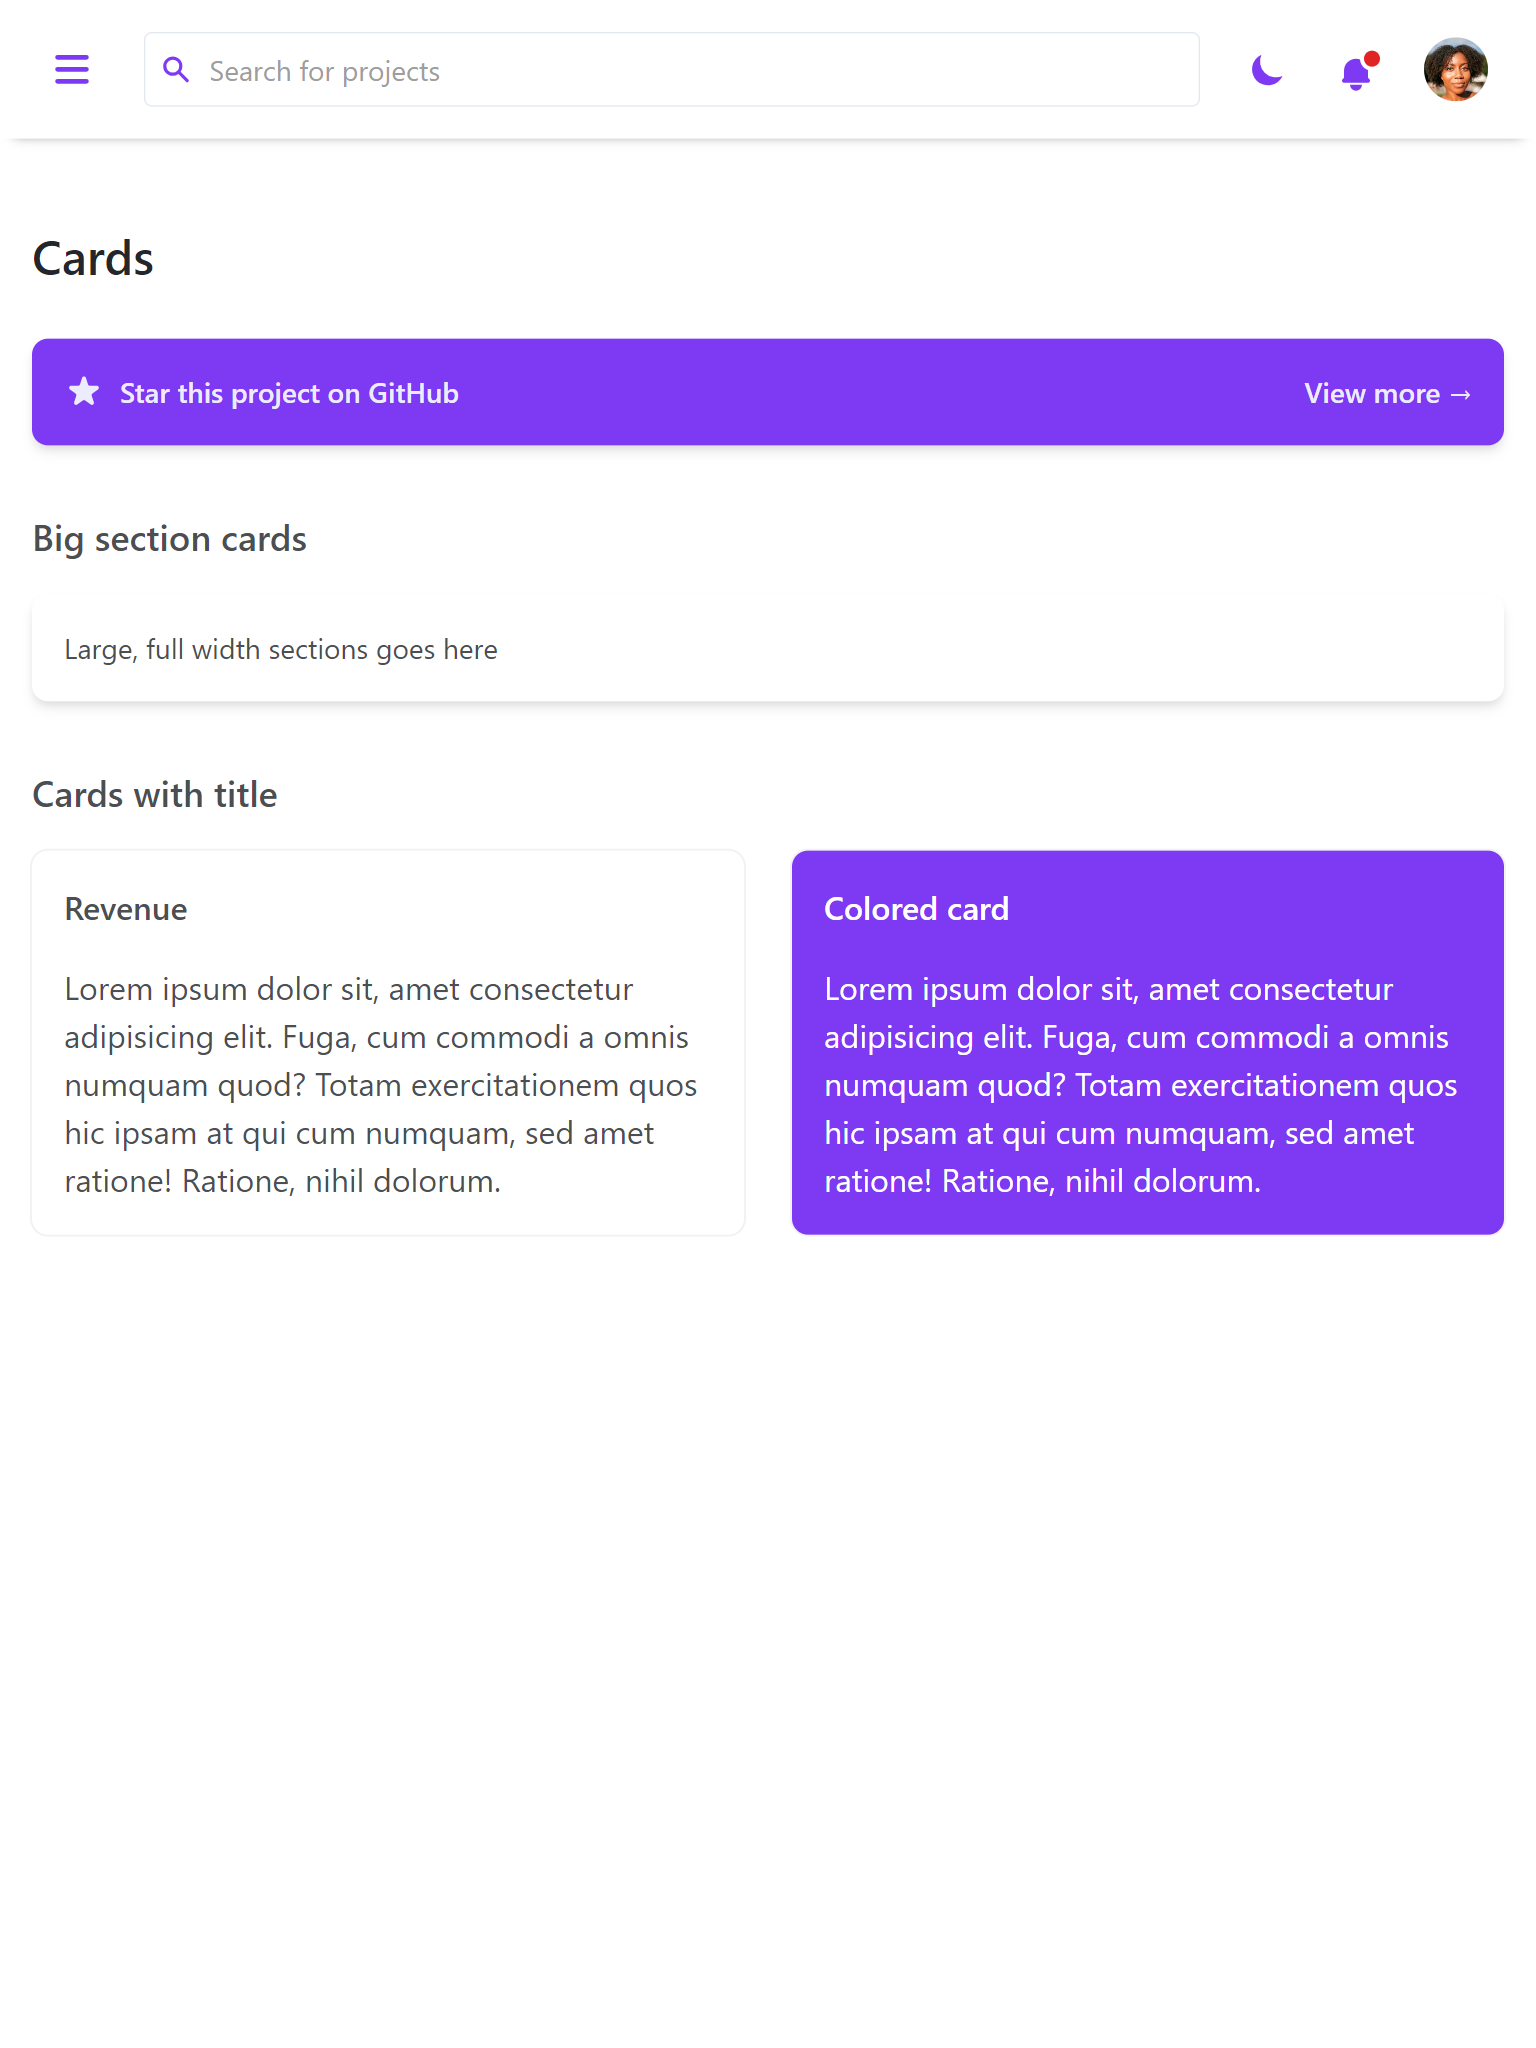 Search for projects
Cards
Star this project on GitHub
View more →
Big section cards
Large, full width sections goes here
Cards with title
Revenue
Lorem ipsum dolor sit, amet consectetur
adipisicing elit. Fuga, cum commodi a omnis
numquam quod? Totam exercitationem quos
hic ipsam at qui cum numquam, sed amet
ratione! Ratione, nihil dolorum.
Colored card
Lorem ipsum dolor sit, amet consectetur
adipisicing elit. Fuga, cum commodi a omnis
numquam quod? Totam exercitationem quos
hic ipsam at qui cum numquam, sed amet
ratione! Ratione, nihil dolorum.